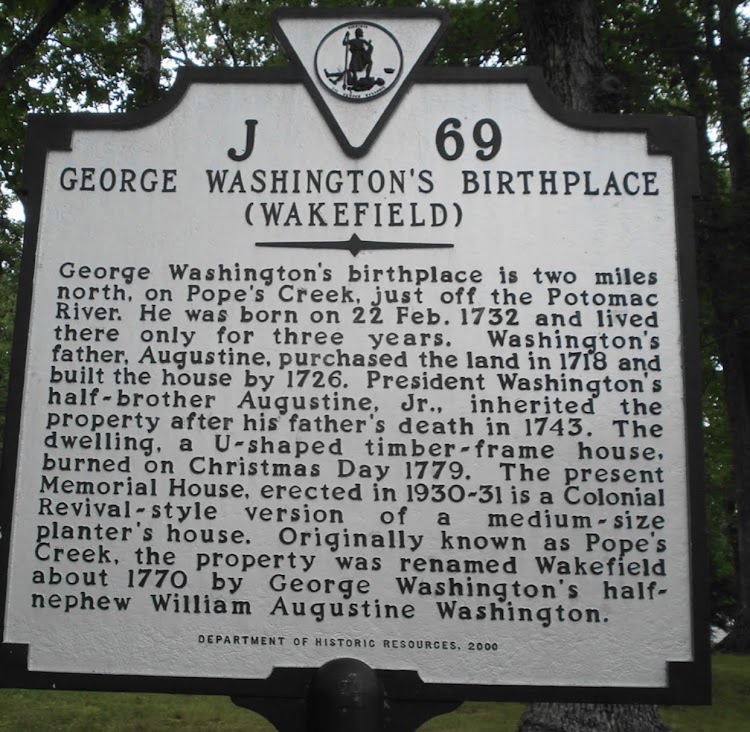 J 69
GEORGE WASHINGTON'S BIRTHPLACE
(WAKEFIELD)
George Washington's birthplace is two miles
north, on Pope's Creek, just off the Potomac
River. He was born on 22 Feb. 1732 and lived
there only for three years. Washington's
father, Augustine, purchased the land in 1718 and
built the house by 1726. President Washington's
half-brother Augustine, Jr., inherited the
property after his father's death in 1743. The
dwelling, a U-shaped timber-frame house,
burned on Christmas Day 1779. The present
Memorial House, erected in 1930-31 is a Colonial
Revival-style version of a medium-size
planter's house. Originally known as Pope's
Creek, the property was renamed Wakefield
about 1770 by George Washington's half-
nephew William Augustine Washington.
DEPARTMENT OF HISTORIC RESOURCES, 2000